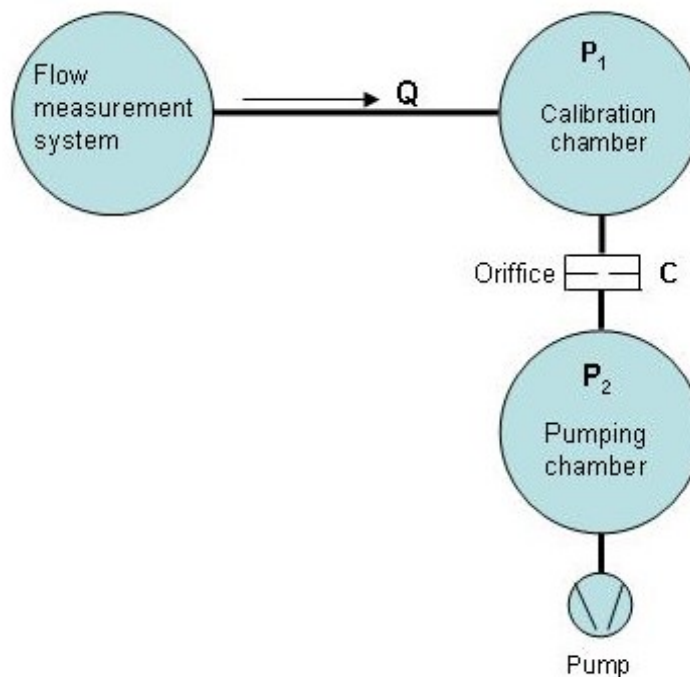 Flow
measurement
system
Q
P1
Calibration
chamber
Oriffice
C
P2
Pumping
chamber
Pump